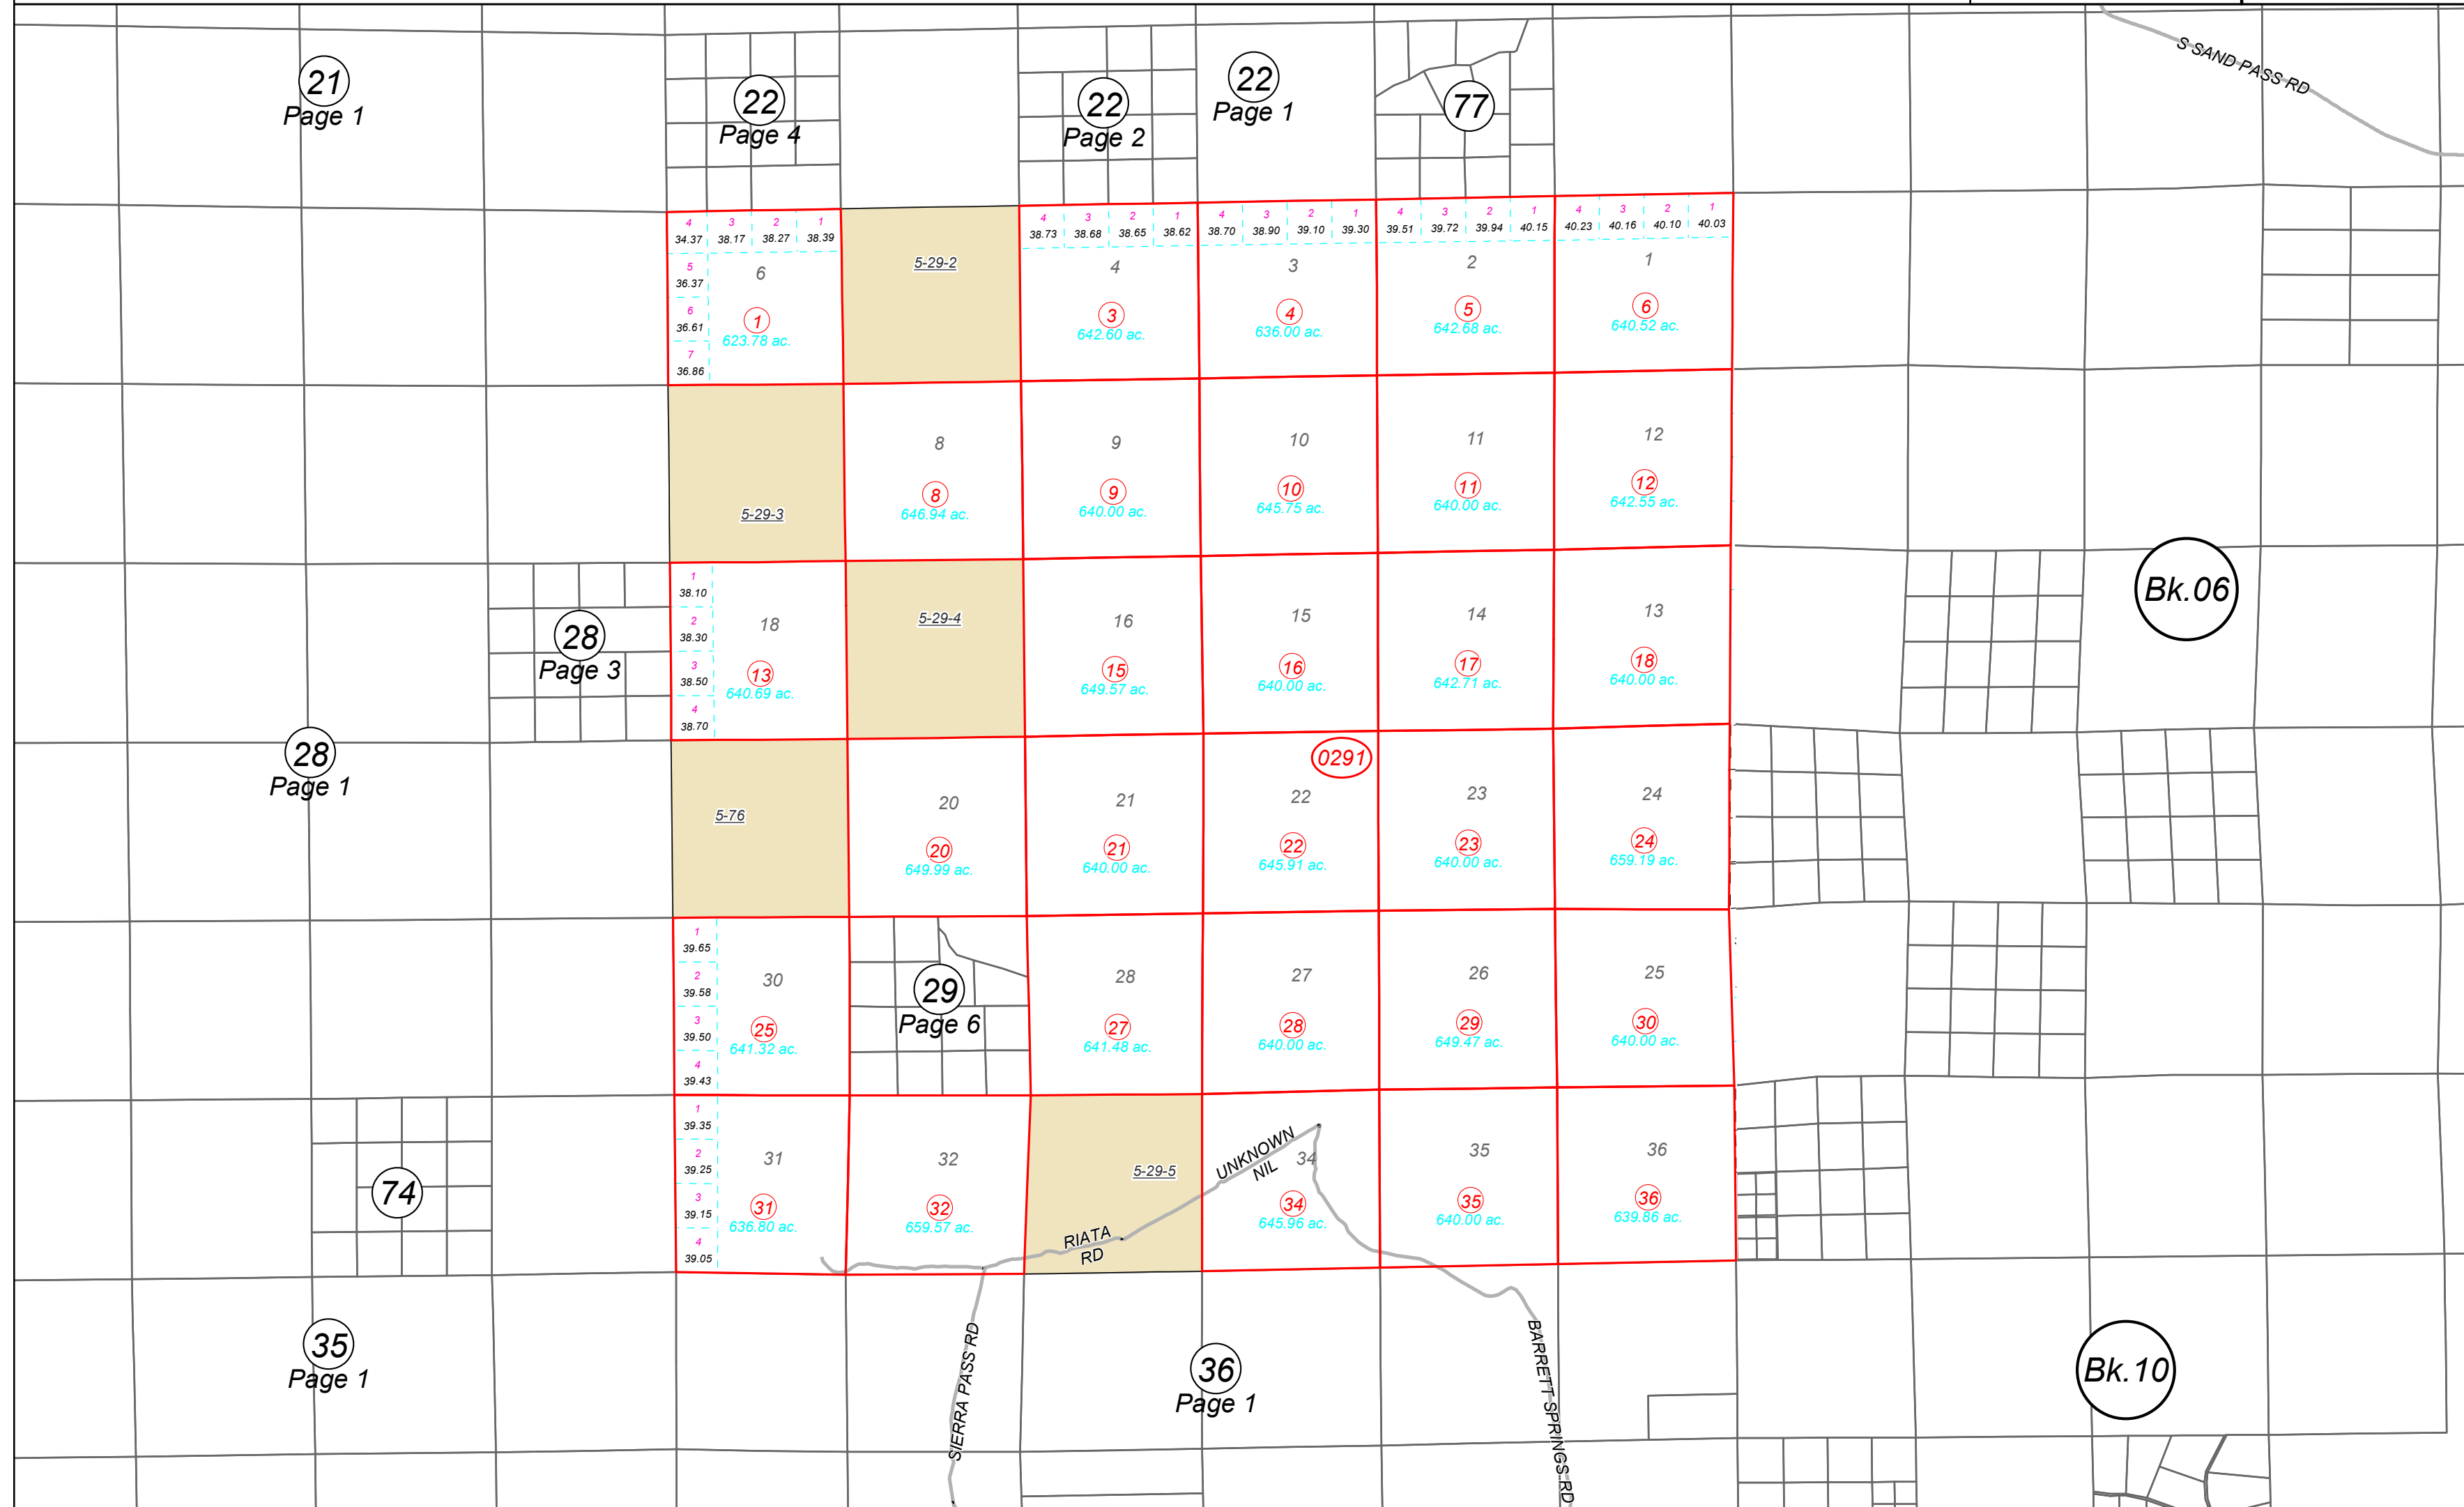 S SAND PASS RD
21
Page 1
22
Page 4
22
Page 2
22
Page 1
77
4 3 2 1
34.37 38.17 38.27 38.39
5
36.37
6
36.61
7
36.86
6
1
623.78 ac.
5-29-2
4 3 2 1
38.73 38.68 38.65 38.62
4
3
642.60 ac.
4 3 2 1
38.70 38.90 39.10 39.30
3
4
636.00 ac.
4 3 2 1
39.51 39.72 39.94 40.15
2
5
642.68 ac.
4 3 2 1
40.23 40.16 40.10 40.03
1
6
640.52 ac.
5-29-3
8
8
646.94 ac.
9
9
640.00 ac.
10
10
645.75 ac.
11
11
640.00 ac.
12
12
642.55 ac.
Bk.06
28
Page 3
1
38.10
2
38.30
3
38.50
4
38.70
18
13
640.69 ac.
5-29-4
16
15
649.57 ac.
15
16
640.00 ac.
14
17
642.71 ac.
13
18
640.00 ac.
28
Page 1
5-76
20
20
649.99 ac.
21
21
640.00 ac.
0291
22
22
645.91 ac.
23
23
640.00 ac.
24
24
659.19 ac.
1
39.65
2
39.58
3
39.50
4
39.43
30
25
641.32 ac.
29
Page 6
28
27
641.48 ac.
27
28
640.00 ac.
26
29
649.47 ac.
25
30
640.00 ac.
74
1
39.35
2
39.25
3
39.15
4
39.05
31
31
636.80 ac.
32
32
659.57 ac.
5-29-5
RIATA
RD
UNKNOWN
NIL
34
34
645.96 ac.
35
35
640.00 ac.
36
36
639.86 ac.
35
Page 1
SIERRA PASS RD
36
Page 1
BARRETT SPRINGS RD
Bk.10